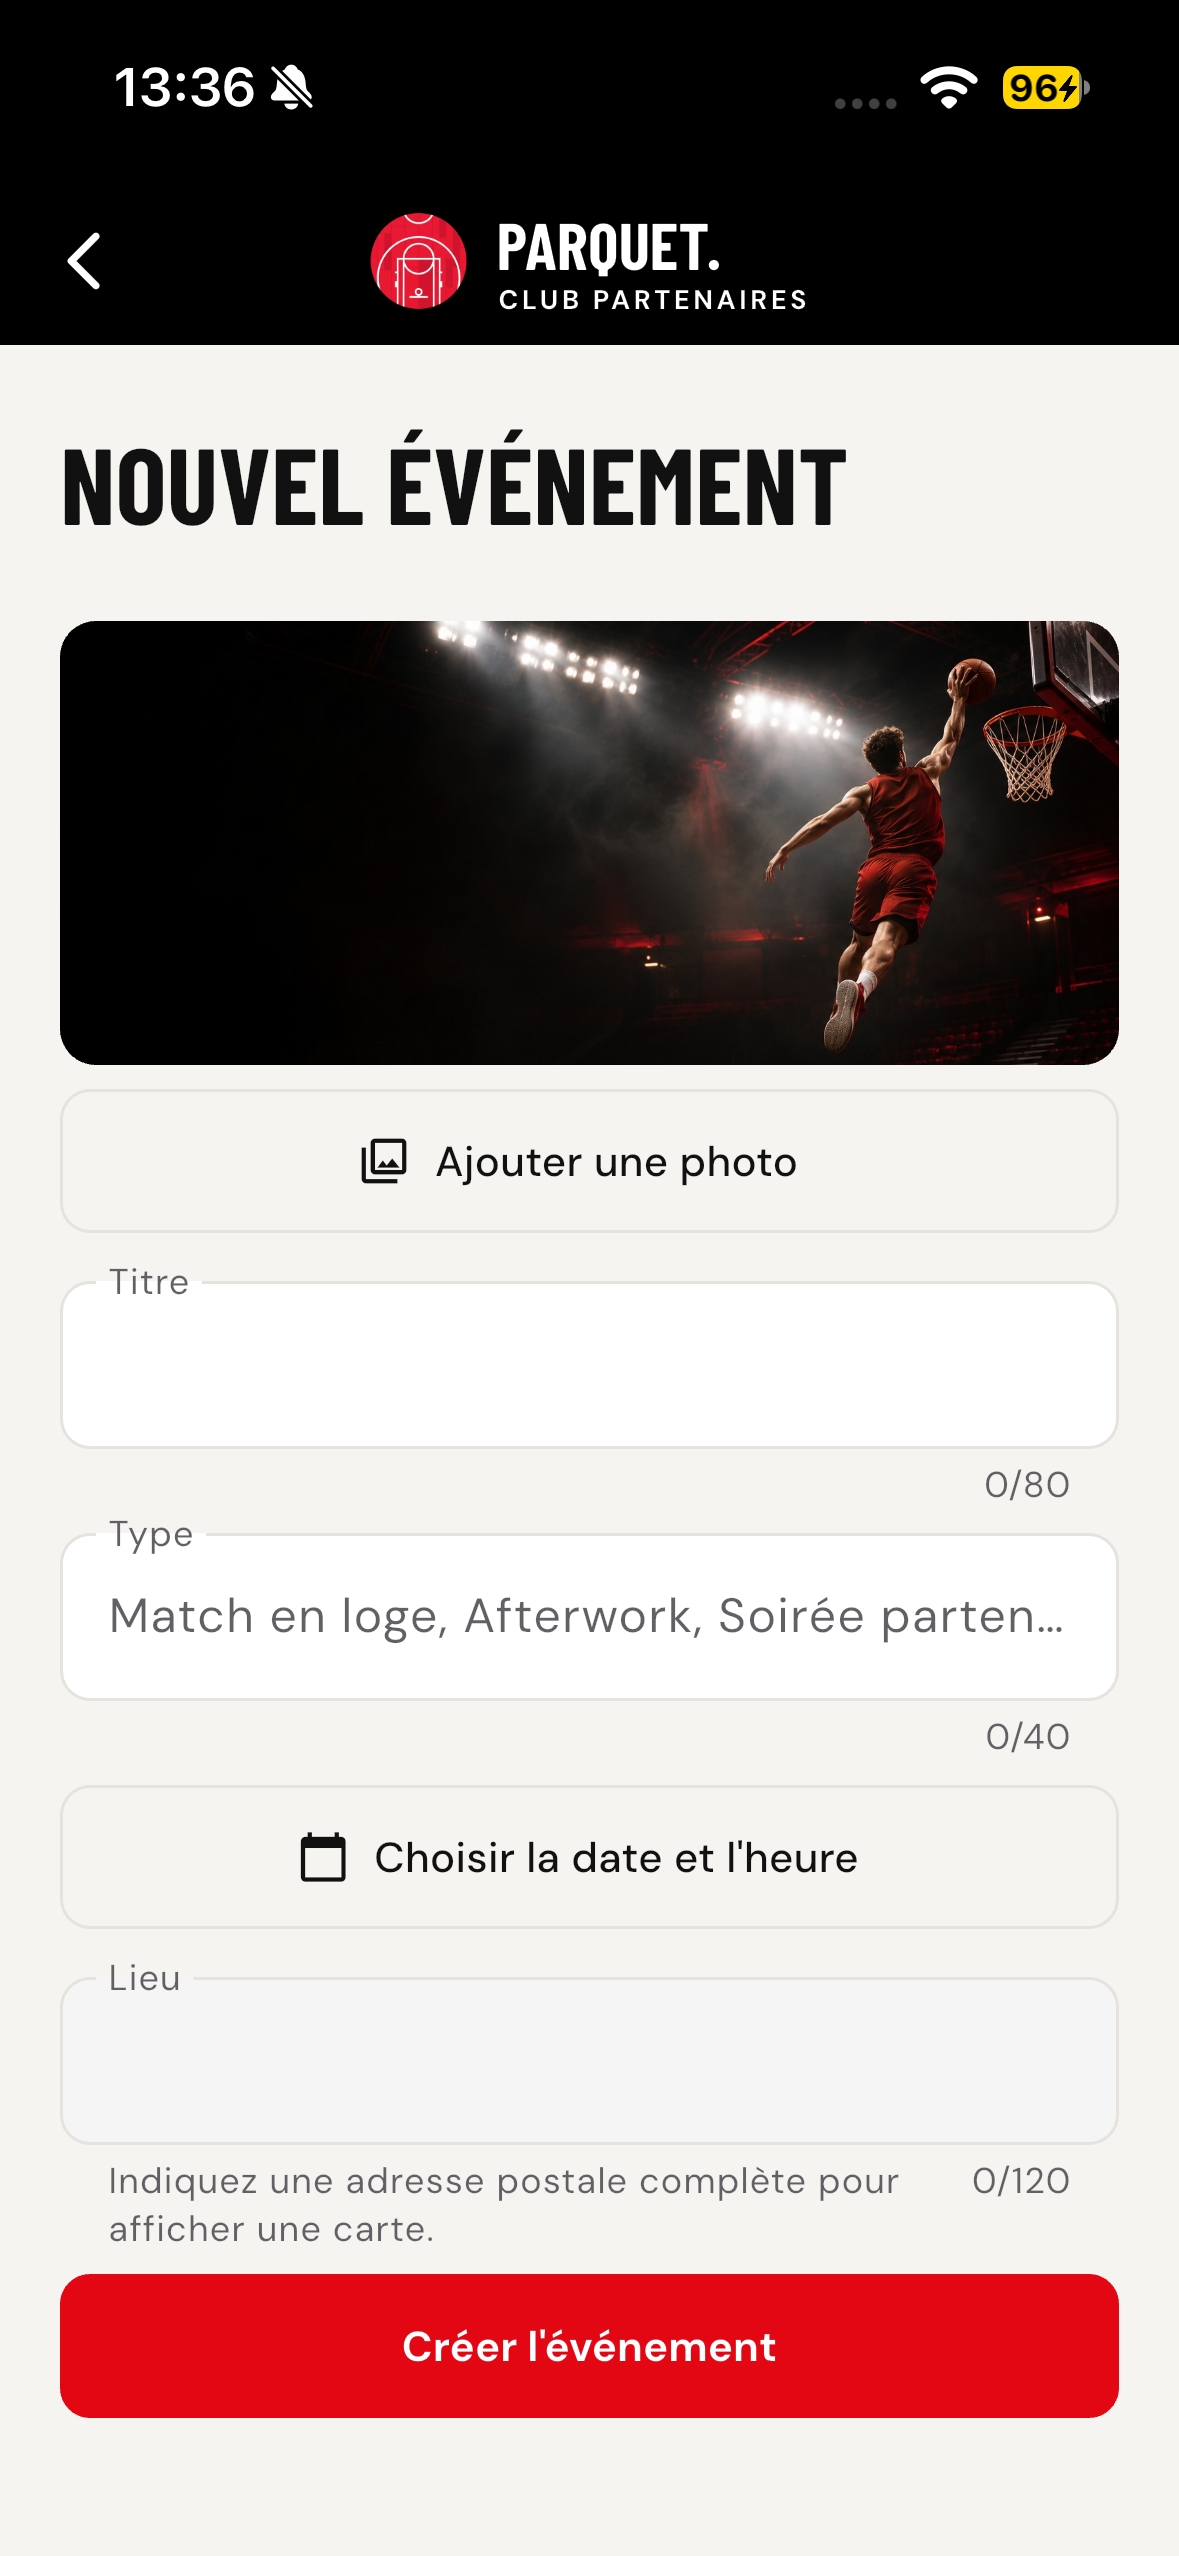 13:36
96
PARQUET.
CLUB PARTENAIRES
NOUVEL ÉVÉNEMENT
Ajouter une photo
Titre
0/80
Type
Match en loge, Afterwork, Soirée parten...
0/40
Choisir la date et l'heure
Lieu
Indiquez une adresse postale complète pour
afficher une carte.
0/120
Créer l'événement